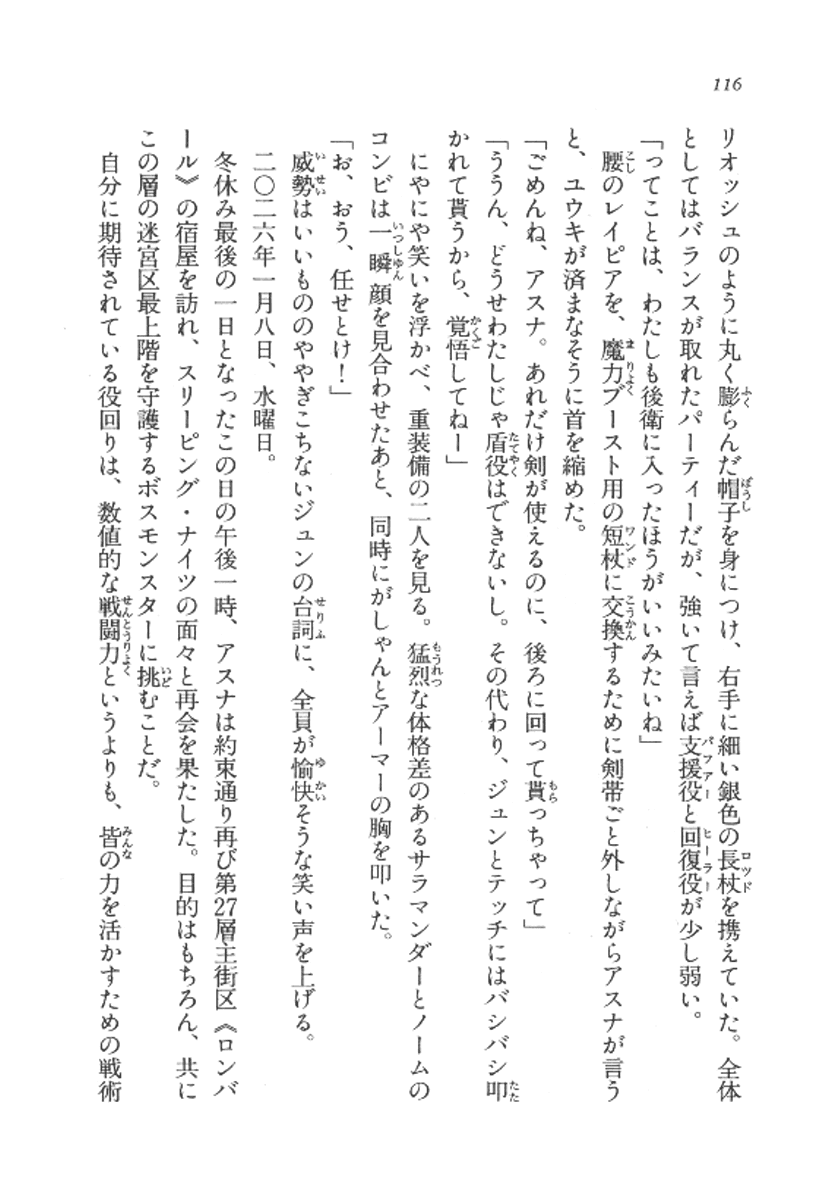 116
リオッシュのように丸く膨らんだ帽子を身につけ、右手に細い銀色の長杖を携えていた。全体
としてはバランスが取れたパーティーだが、強いて言えば支援役と回復役が少し弱い。
「ってことは、わたしも後衛に入ったほうがいいみたいね」
腰のレイピアを、魔力ブースト用の短杖に交換するために剣帯ごと外しながらアスナが言う
と、ユウキが済まなそうに首を縮めた。
「ごめんね、アスナ。あれだけ剣が使えるのに、後ろに回って貰っちゃって」
「ううん、どうせわたしじゃ盾役はできないし。その代わり、ジュンとテッチにはバシバシ叩
かれて貰うから、覚悟してねー」
にやにや笑いを浮かべ、重装備の二人を見る。猛烈な体格差のあるサラマンダーとノームの
コンビは一瞬顔を見合わせたあと、同時にがしゃんとアーマーの胸を叩いた。
「お、おう、任せとけ！」
威勢はいいもののややぎこちないジュンの台詞に、全員が愉快そうな笑い声を上げる。
二〇二六年一月八日、水曜日。
冬休み最後の一日となったこの日の午後一時、アスナは約束通り再び第27層主街区《ロンバ
ール》の宿屋を訪れ、スリーピング・ナイツの面々と再会を果たした。目的はもちろん、共に
この層の迷宮区最上階を守護するボスモンスターに挑むことだ。
自分に期待されている役回りは、数値的な戦闘力というよりも、皆の力を活かすための戦術